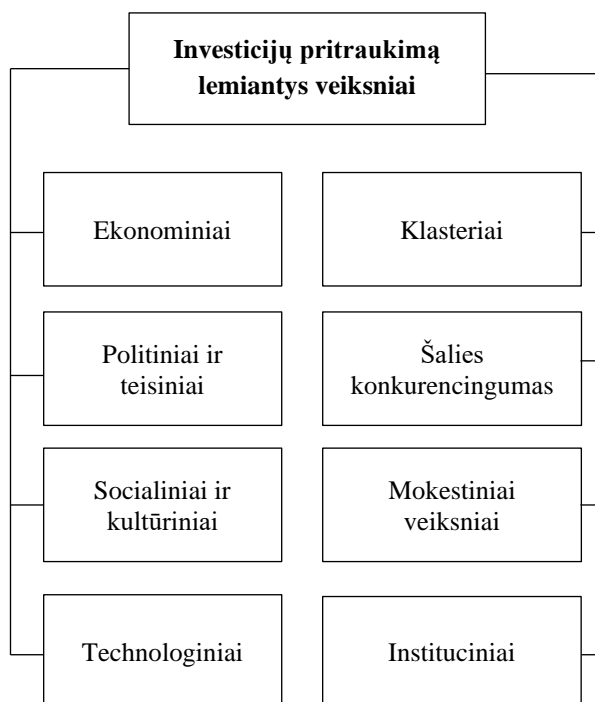 Investicijų pritraukimą
lemiantys veiksniai
Ekonominiai
Klasteriai
Politiniai ir
teisiniai
Šalies
konkurencingumas
Socialiniai ir
kultūriniai
Mokestiniai
veiksniai
Technologiniai
Instituciniai